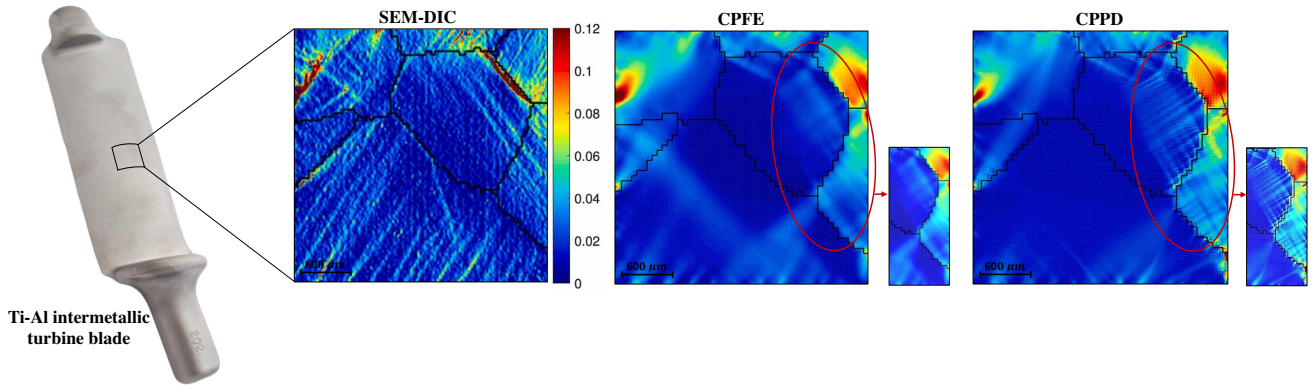 SEM-DIC
CPFE
CPPD
0.12
0.1
0.08
0.06
0.04
0.02
0
600 μm
600 μm
600 μm
Ti-Al intermetallic
turbine blade
202